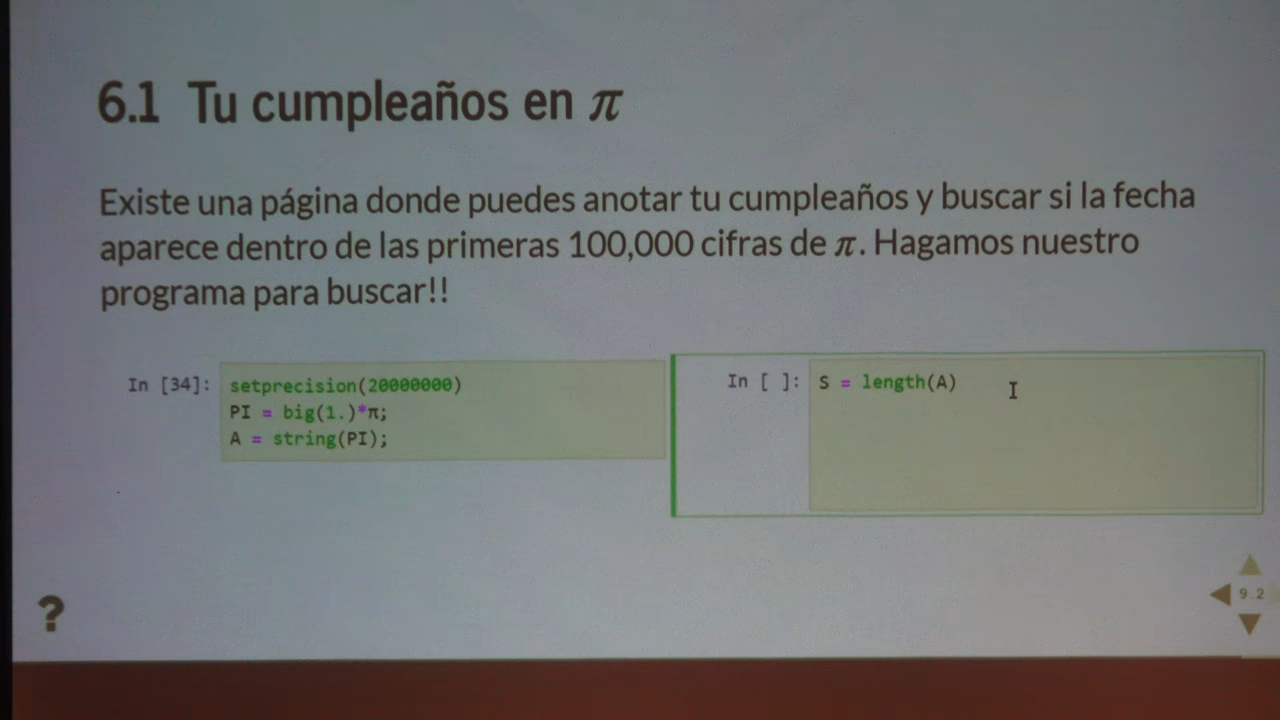 6.1 Tu cumpleaños en π
Existe una página donde puedes anotar tu cumpleaños y buscar si la fecha
aparece dentro de las primeras 100,000 cifras de π. Hagamos nuestro
programa para buscar!!
In [34]: setprecision(20000000)
PI = big(1.)*π;
A = string(PI);
In [ ]: S = length(A)
?
9.2